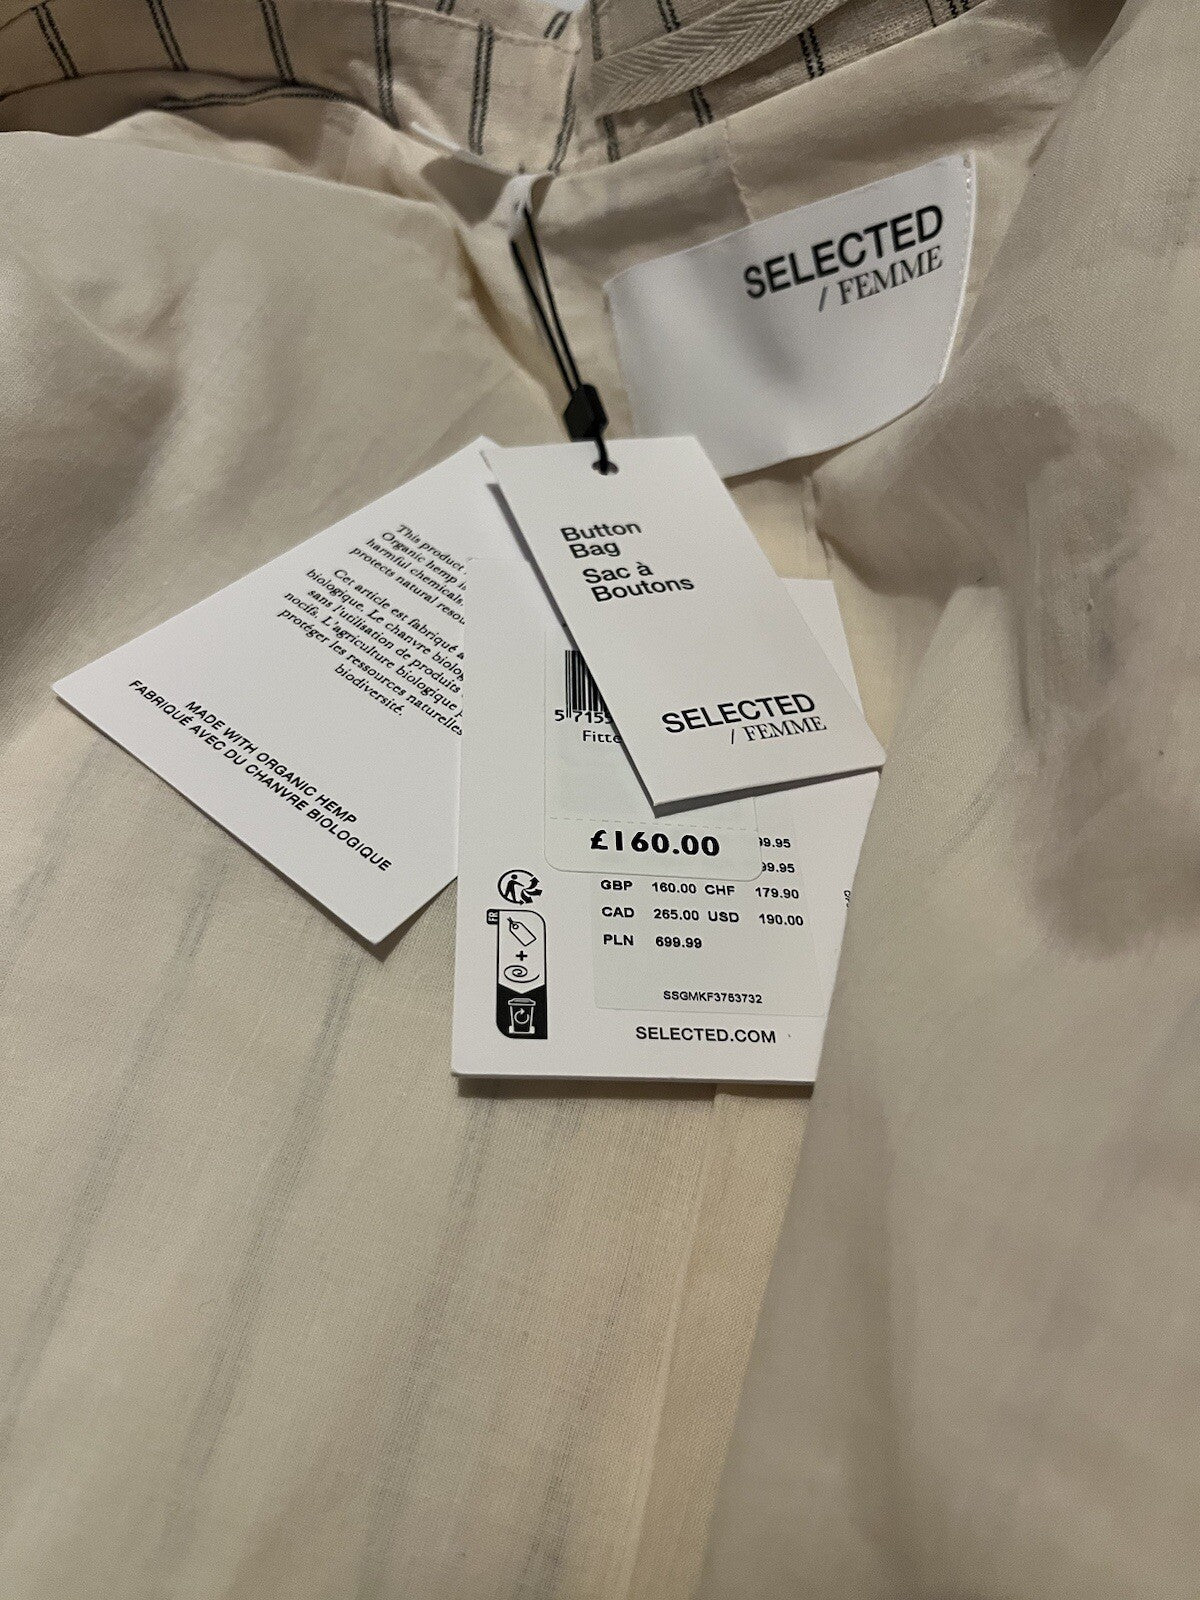 SELECTED
/ FEMME
Button
Bag
Sac à
Boutons
SELECTED
/ FEMME
This product
Organic hemp
harmful chemicals.
protects natural
Cet article est fabriqué
biologique. Le chanvre
sans l'utilisation de produits
nocifs. L'agriculture biologique
protéger les ressources naturelles
biodiversité.
MADE WITH ORGANIC HEMP
FABRIQUÉ AVEC DU CHANVRE BIOLOGIQUE
£160.00
GBP 160.00 CHF 179.90
CAD 265.00 USD 190.00
PLN 699.99
SSGMKF3753732
SELECTED.COM
FR
+